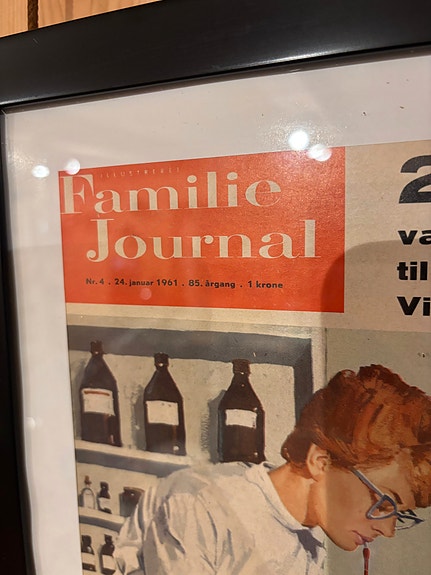 ILLUSTRERET
Familie
Journal
Nr. 4 . 24. januar 1961 . 85. årgang . 1 krone
2
va
til
Vi